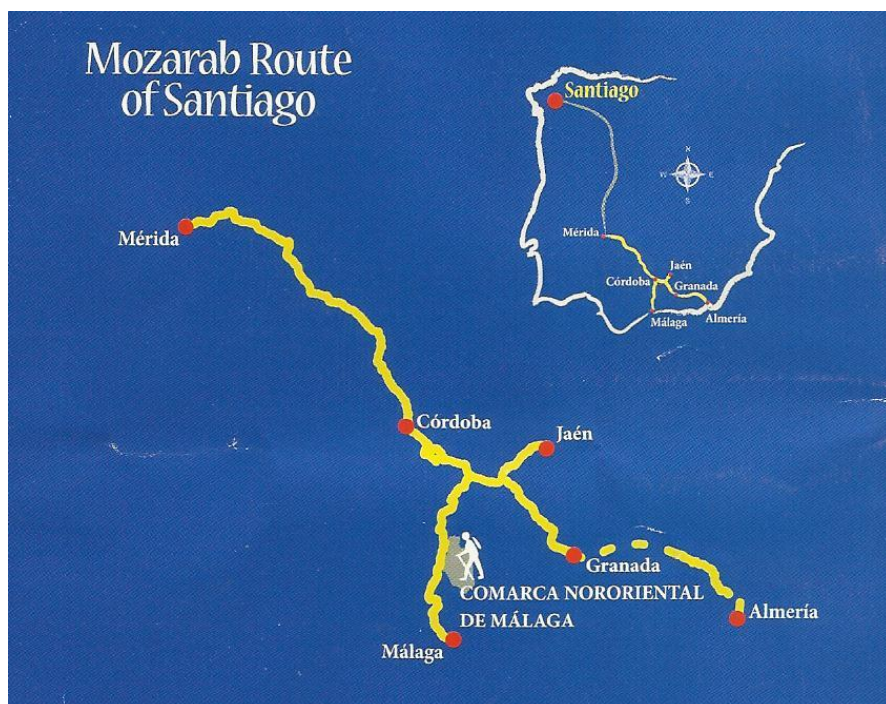 Mozarab Route
of Santiago
Santiago
N
W E
S
Mérida
Jaén
Córdoba
Granada
Málaga
Almería
Mérida
Córdoba
Jaén
Granada
COMARCA NORORIENTAL
DE MÁLAGA
Almería
Málaga